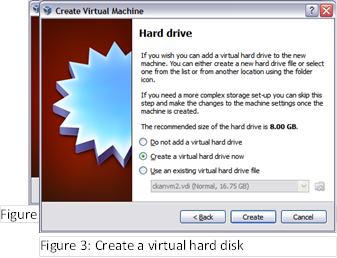 Create Virtual Machine
Hard drive
If you wish you can add a virtual hard drive to the new
machine. You can either create a new hard drive file or select
one from the list or from another location using the folder
icon.
If you need a more complex storage set-up you can skip this
step and make the changes to the machine settings once the
machine is created.
The recommended size of the hard drive is 8.00 GB.
Do not add a virtual hard drive
Create a virtual hard drive now
Use an existing virtual hard drive file
ckanvm2.vdi (Normal, 16.75 GB)
< Back
Create
Cancel
Figure
Figure 3: Create a virtual hard disk